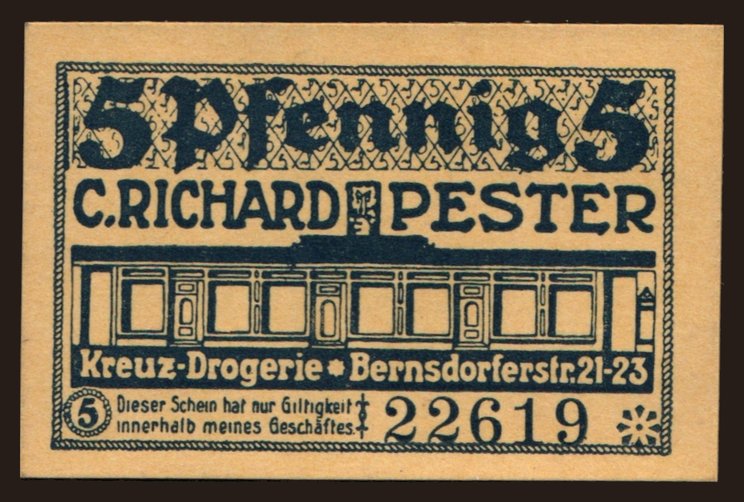 5 Pfennig 5
C. RICHARD PESTER
Kreuz-Drogerie * Bernsdorferstr. 21-23
5 Dieser Schein hat nur Giltigkeit
innerhalb meines Geschäftes.
22619